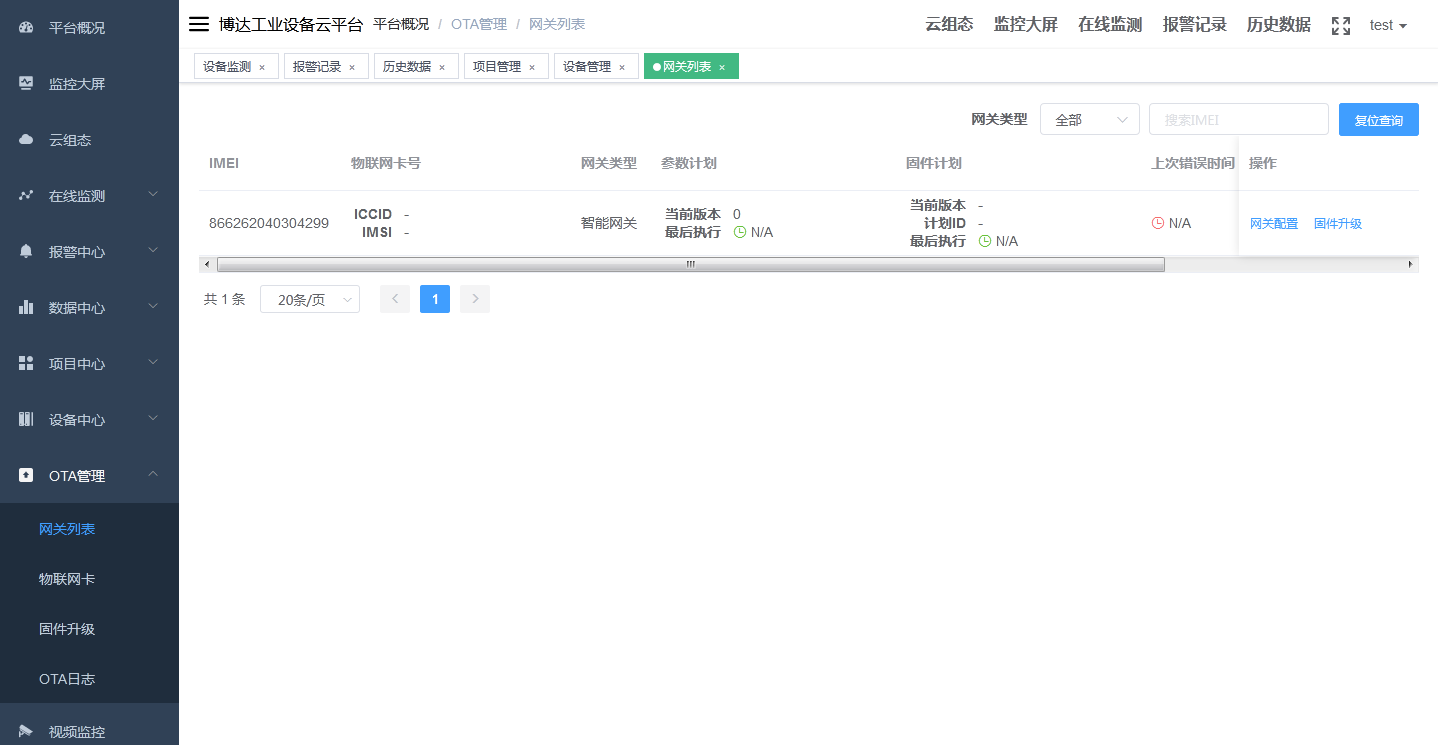 平台概况
监控大屏
云组态
在线监测
报警中心
数据中心
项目中心
设备中心
OTA管理
网关列表
物联网卡
固件升级
OTA日志
视频监控
博达工业设备云平台 平台概况 / OTA管理 / 网关列表
云组态 监控大屏 在线监测 报警记录 历史数据 test
设备监测 × 报警记录 × 历史数据 × 项目管理 × 设备管理 × 网关列表 ×
网关类型 全部 搜索IMEI 复位查询
IMEI 物联网卡号 网关类型 参数计划 固件计划 上次错误时间 操作
866262040304299
ICCID -
IMSI -
智能网关
当前版本 0
最后执行 N/A
当前版本 -
计划ID -
最后执行 N/A
N/A
网关配置 固件升级
共 1 条 20条/页 1